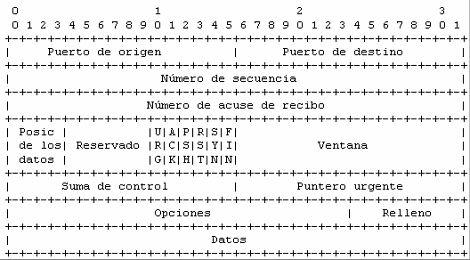 0                   1                   2                   3
 0 1 2 3 4 5 6 7 8 9 0 1 2 3 4 5 6 7 8 9 0 1 2 3 4 5 6 7 8 9 0 1
+-+-+-+-+-+-+-+-+-+-+-+-+-+-+-+-+-+-+-+-+-+-+-+-+-+-+-+-+-+-+-+-+
|      Puerto de origen         |      Puerto de destino        |
+-+-+-+-+-+-+-+-+-+-+-+-+-+-+-+-+-+-+-+-+-+-+-+-+-+-+-+-+-+-+-+-+
|                      Número de secuencia                      |
+-+-+-+-+-+-+-+-+-+-+-+-+-+-+-+-+-+-+-+-+-+-+-+-+-+-+-+-+-+-+-+-+
|                    Número de acuse de recibo                  |
+-+-+-+-+-+-+-+-+-+-+-+-+-+-+-+-+-+-+-+-+-+-+-+-+-+-+-+-+-+-+-+-+
| Posic |           |U|A|P|R|S|F|                               |
| de los| Reservado |R|C|S|S|Y|I|           Ventana             |
| datos |           |G|K|H|T|N|N|                               |
+-+-+-+-+-+-+-+-+-+-+-+-+-+-+-+-+-+-+-+-+-+-+-+-+-+-+-+-+-+-+-+-+
|       Suma de control         |        Puntero urgente        |
+-+-+-+-+-+-+-+-+-+-+-+-+-+-+-+-+-+-+-+-+-+-+-+-+-+-+-+-+-+-+-+-+
|                    Opciones                   |    Relleno    |
+-+-+-+-+-+-+-+-+-+-+-+-+-+-+-+-+-+-+-+-+-+-+-+-+-+-+-+-+-+-+-+-+
|                            Datos                              |
+-+-+-+-+-+-+-+-+-+-+-+-+-+-+-+-+-+-+-+-+-+-+-+-+-+-+-+-+-+-+-+-+